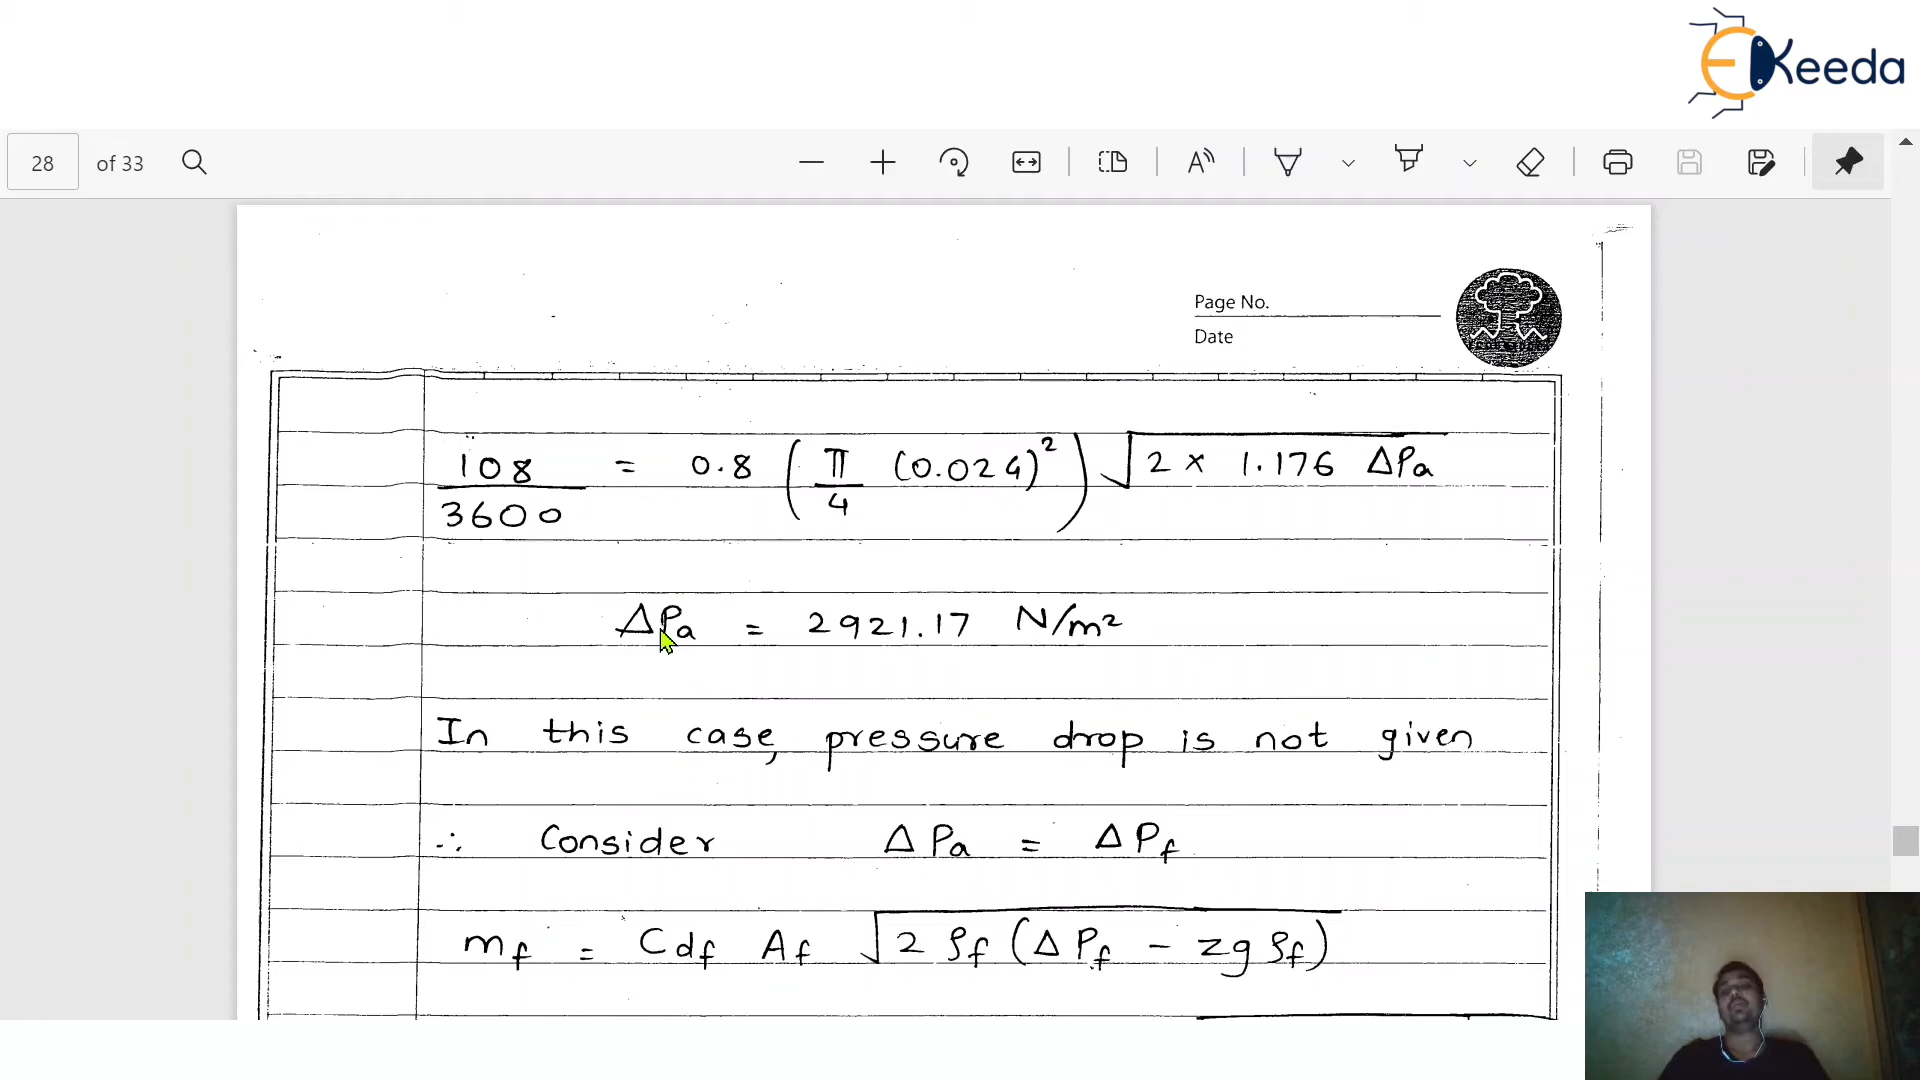 EKeeda
28 of 33
Page No.
Date
108/3600 = 0.8 (π/4 (0.024)²) √2 × 1.176 ΔPa
ΔPa = 2921.17 N/m²
In this case, pressure drop is not given
∴ Consider ΔPa = ΔPf
mf = Cdf Af √2 ρf (ΔPf - zg ρf)